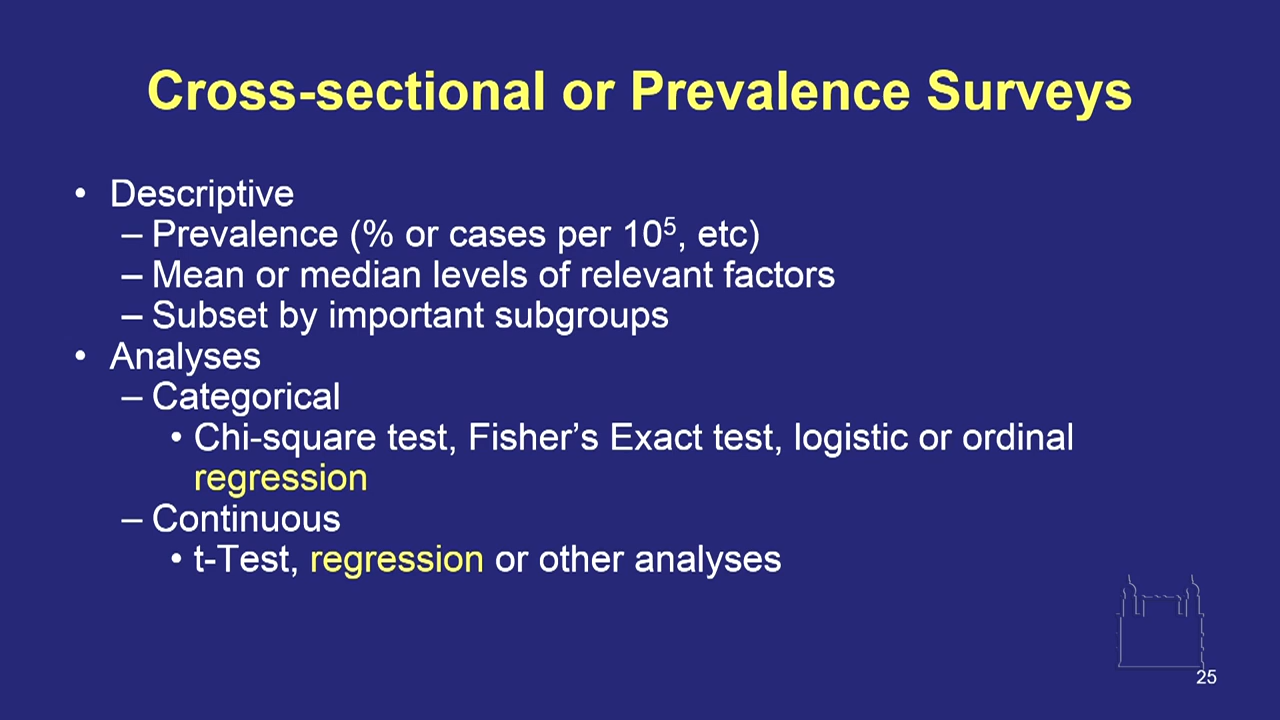 Cross-sectional or Prevalence Surveys
• Descriptive
– Prevalence (% or cases per 10⁵, etc)
– Mean or median levels of relevant factors
– Subset by important subgroups
• Analyses
– Categorical
• Chi-square test, Fisher’s Exact test, logistic or ordinal
regression
– Continuous
• t-Test, regression or other analyses
25